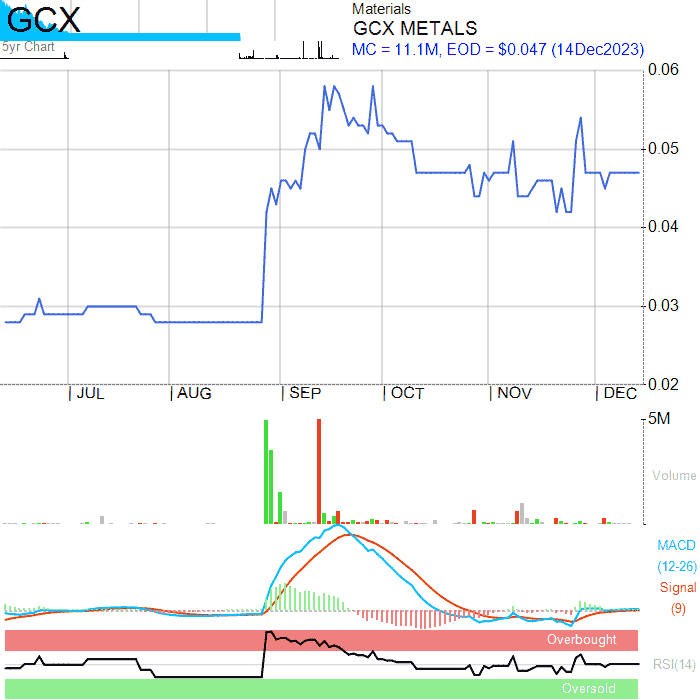 GCX
5yr Chart
Materials
GCX METALS
MC = 11.1M, EOD = $0.047 (14Dec2023)
0.06
0.05
0.04
0.03
0.02
JUL AUG SEP OCT NOV DEC
5M
Volume
MACD
(12-26)
Signal
(9)
Overbought
RSI(14)
Oversold